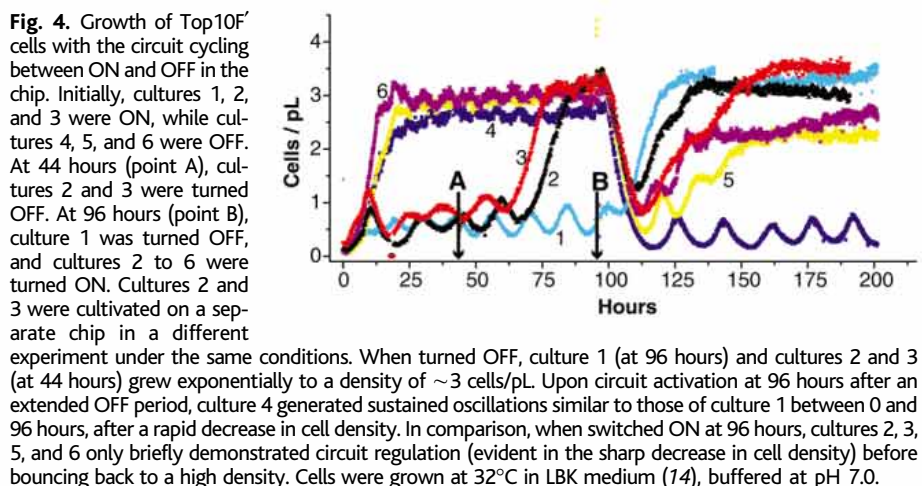 Fig. 4. Growth of Top10F′
cells with the circuit cycling
between ON and OFF in the
chip. Initially, cultures 1, 2,
and 3 were ON, while cul-
tures 4, 5, and 6 were OFF.
At 44 hours (point A), cul-
tures 2 and 3 were turned
OFF. At 96 hours (point B),
culture 1 was turned OFF,
and cultures 2 to 6 were
turned ON. Cultures 2 and
3 were cultivated on a sep-
arate chip in a different
experiment under the same conditions. When turned OFF, culture 1 (at 96 hours) and cultures 2 and 3
(at 44 hours) grew exponentially to a density of ~3 cells/pL. Upon circuit activation at 96 hours after an
extended OFF period, culture 4 generated sustained oscillations similar to those of culture 1 between 0 and
96 hours, after a rapid decrease in cell density. In comparison, when switched ON at 96 hours, cultures 2, 3,
5, and 6 only briefly demonstrated circuit regulation (evident in the sharp decrease in cell density) before
bouncing back to a high density. Cells were grown at 32°C in LBK medium (14), buffered at pH 7.0.
Cells / pL
4
3
2
1
0
6
4
3
2
1
5
A
B
0 25 50 75 100 125 150 175 200
Hours